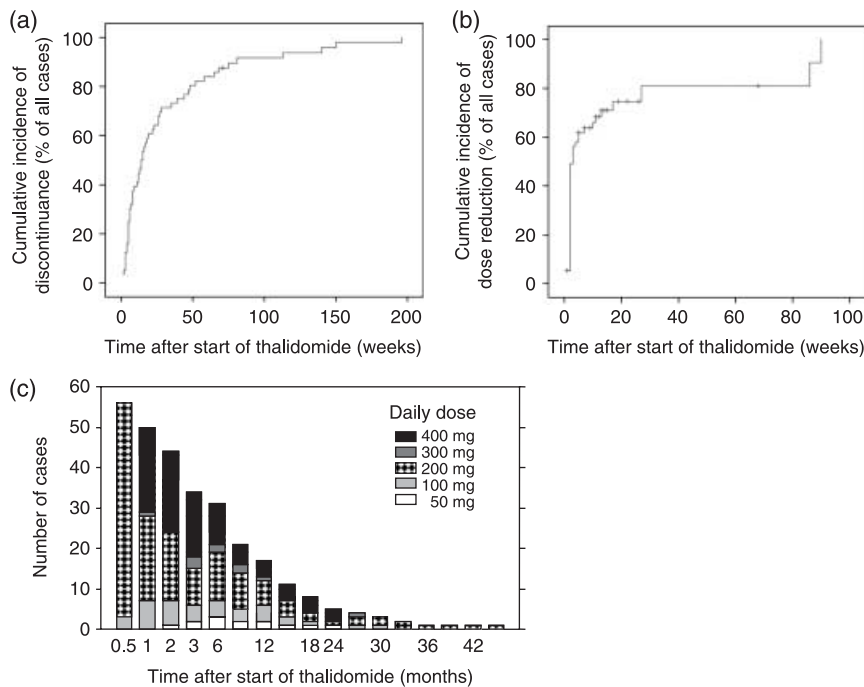 (a)
100
80
60
40
20
0
Cumulative incidence of
discontinuance (% of all cases)
0 50 100 150 200
Time after start of thalidomide (weeks)
(b)
100
80
60
40
20
0
Cumulative incidence of
dose reduction (% of all cases)
0 20 40 60 80 100
Time after start of thalidomide (weeks)
(c)
60
50
40
30
20
10
0
Number of cases
Daily dose
400 mg
300 mg
200 mg
100 mg
50 mg
0.5 1 2 3 6 12 18 24 30 36 42
Time after start of thalidomide (months)